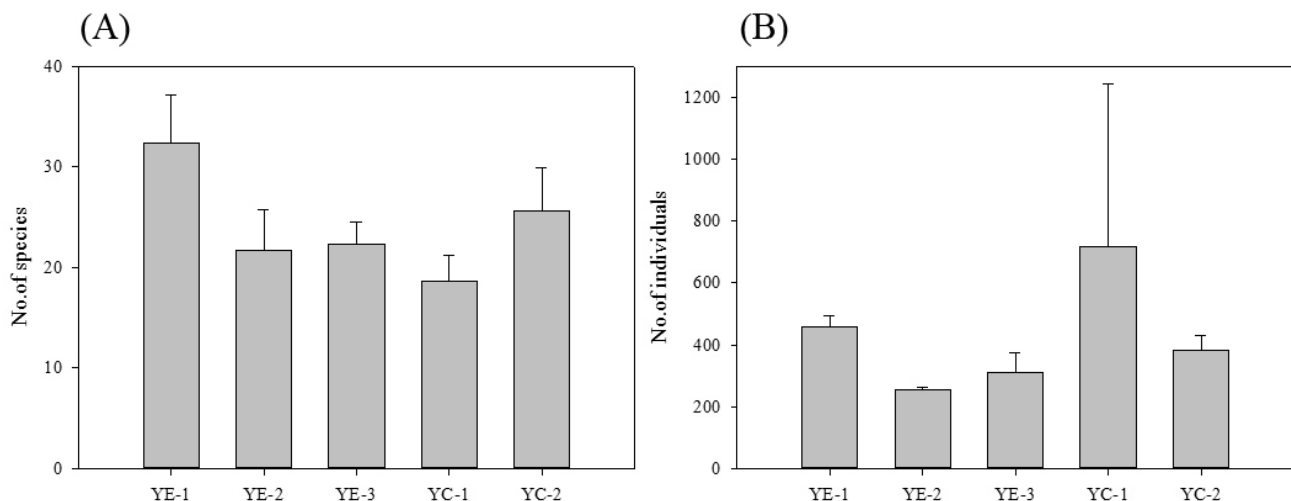 (A)
No.of species
40
30
20
10
0
YE-1 YE-2 YE-3 YC-1 YC-2
(B)
No.of individuals
1200
1000
800
600
400
200
0
YE-1 YE-2 YE-3 YC-1 YC-2